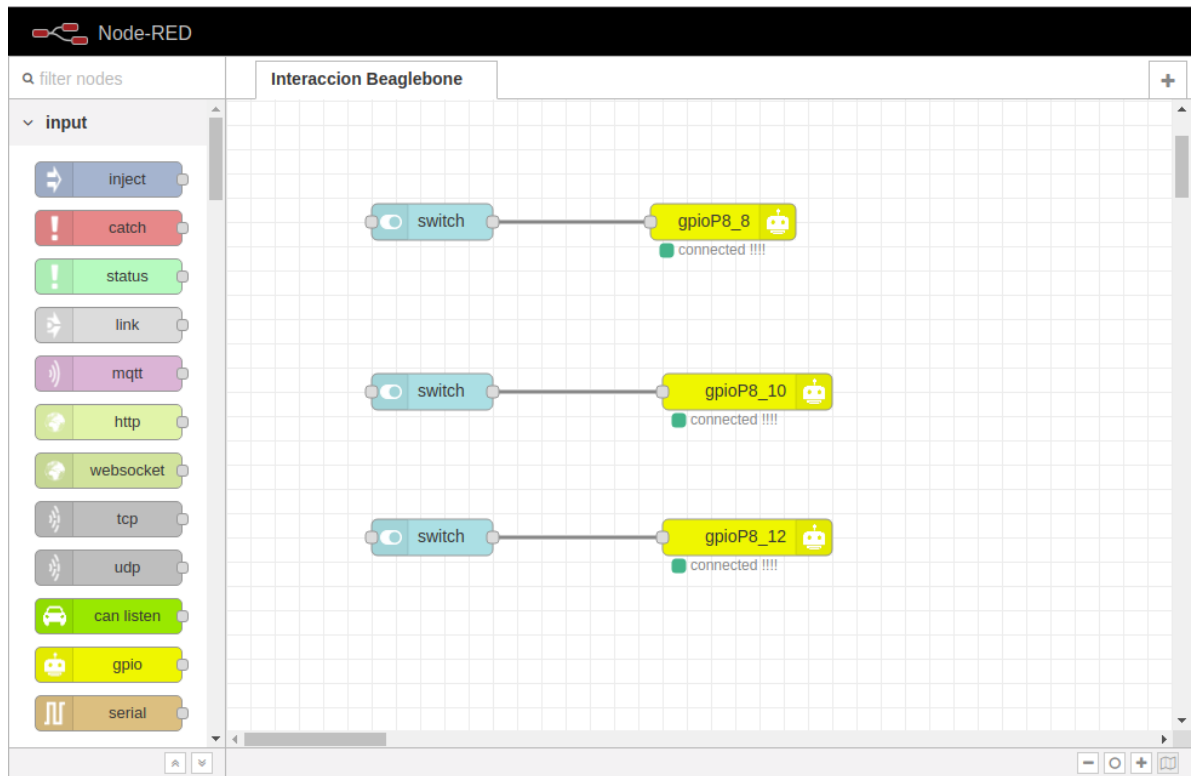 Node-RED
filter nodes
Interaccion Beaglebone
input
inject
catch
status
link
mqtt
http
websocket
tcp
udp
can listen
gpio
serial
switch
gpioP8_8
connected !!!!
switch
gpioP8_10
connected !!!!
switch
gpioP8_12
connected !!!!